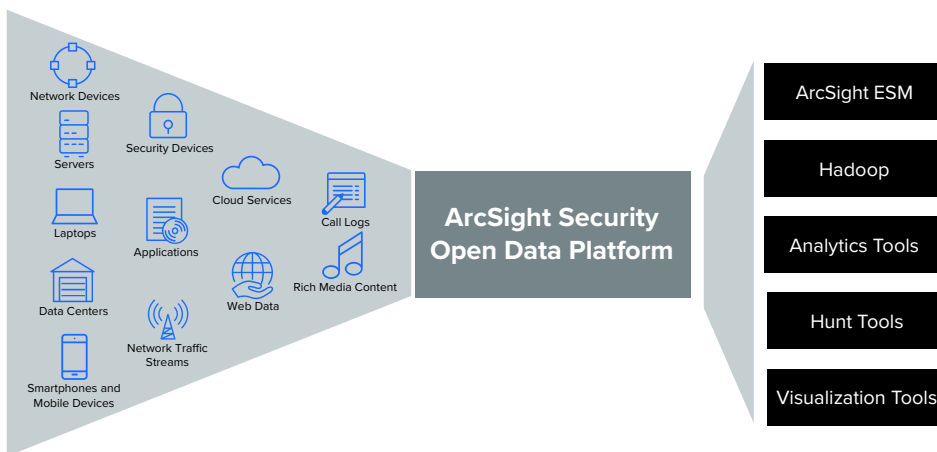 Network Devices
Servers
Laptops
Data Centers
Smartphones and
Mobile Devices
Security Devices
Applications
Network Traffic
Streams
Cloud Services
Web Data
Call Logs
Rich Media Content
ArcSight Security
Open Data Platform
ArcSight ESM
Hadoop
Analytics Tools
Hunt Tools
Visualization Tools